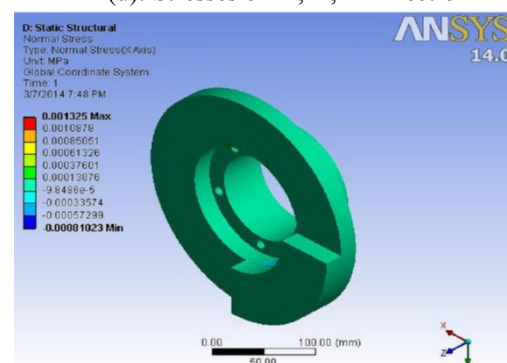 D: Static Structural
Normal Stress
Type: Normal Stress(X Axis)
Unit: MPa
Global Coordinate System
Time: 1
3/7/2014 7:48 PM
0.001325 Max
0.0010878
0.00085051
0.00061326
0.00037601
0.00013876
-9.8486e-5
-0.00033574
-0.00057299
-0.00081023 Min
ANSYS
14.0
0.00
100.00 (mm)
50.00
X
Z